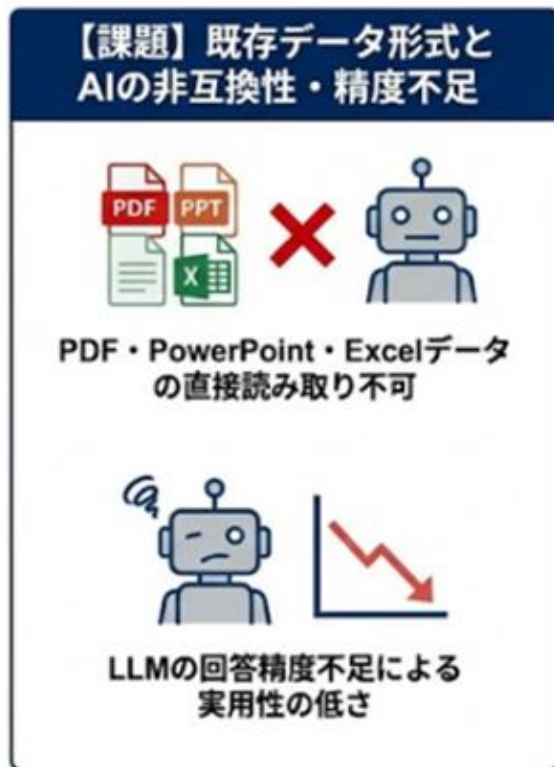 【課題】既存データ形式と
AIの非互換性・精度不足
PDF PPT
X
PDF・PowerPoint・Excelデータ
の直接読み取り不可
LLMの回答精度不足による
実用性の低さ